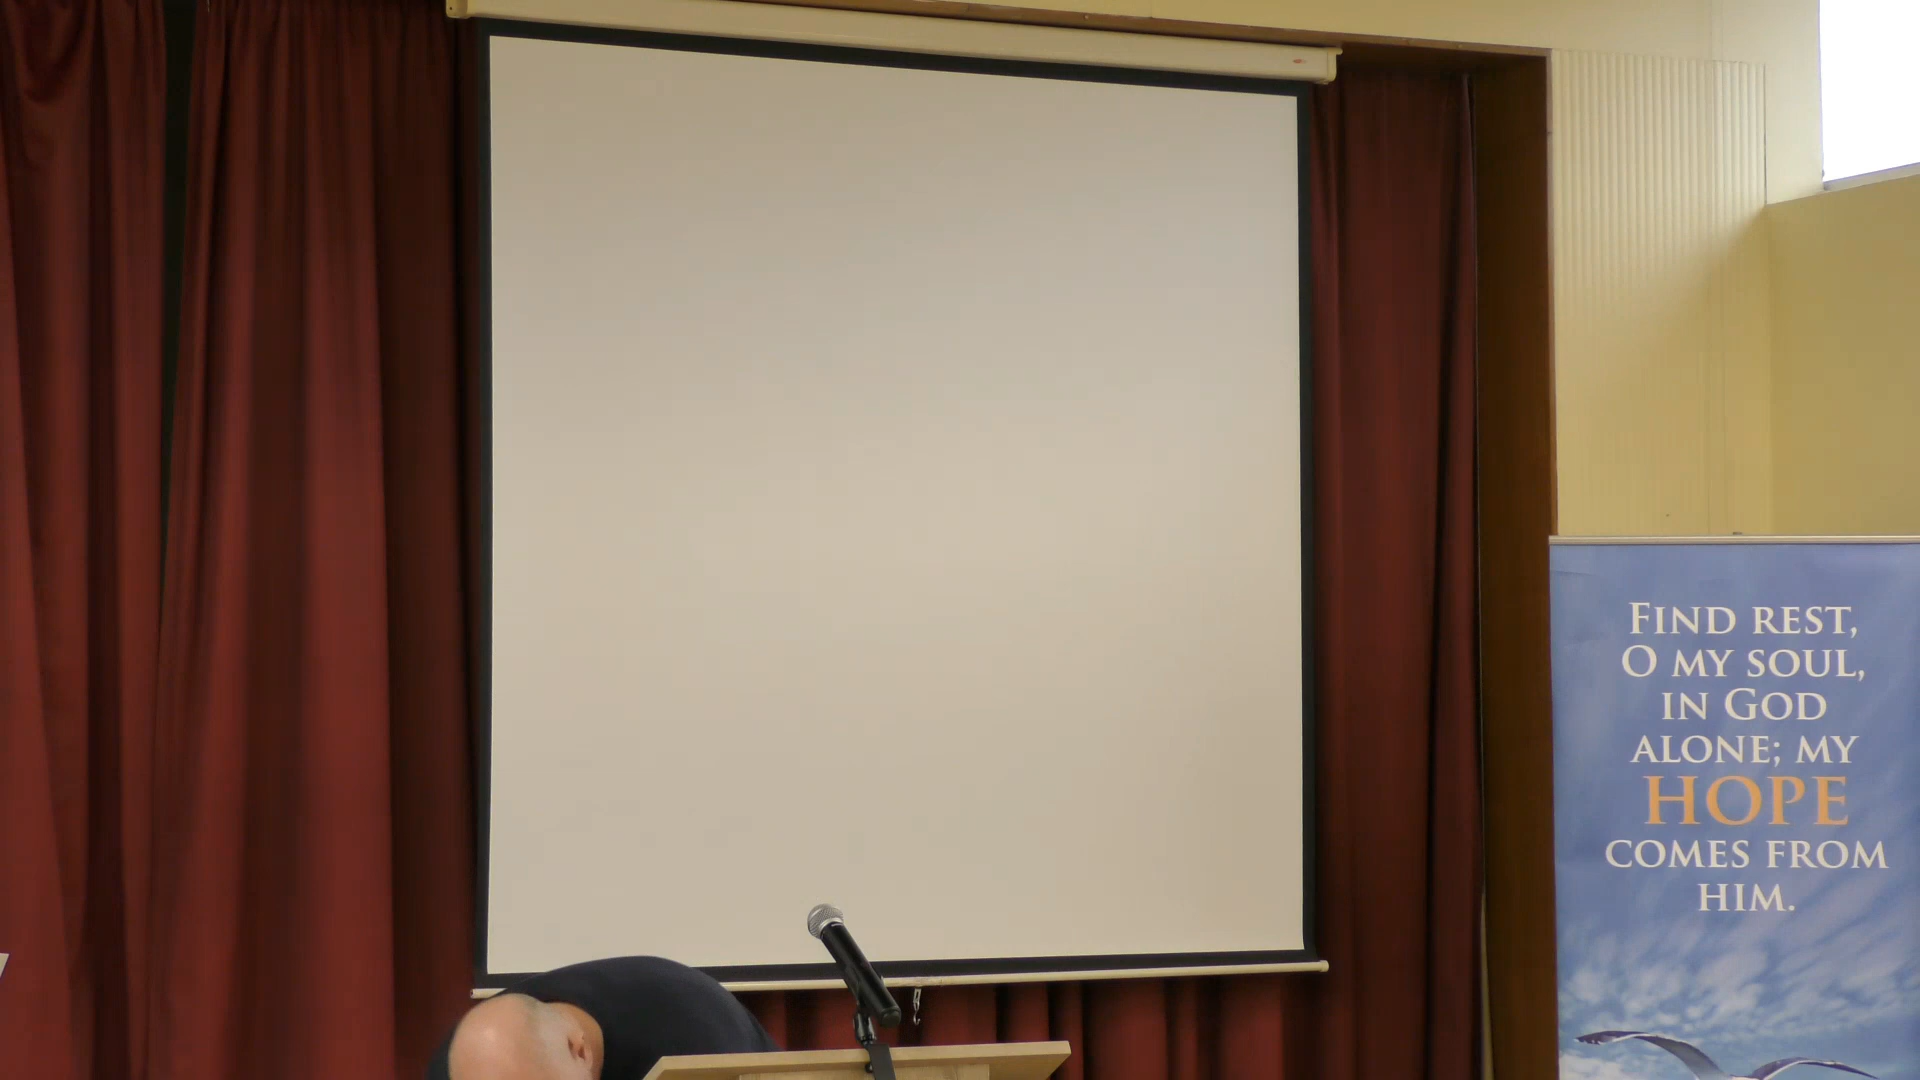 FIND REST,
O MY SOUL,
IN GOD
ALONE; MY
HOPE
COMES FROM
HIM.